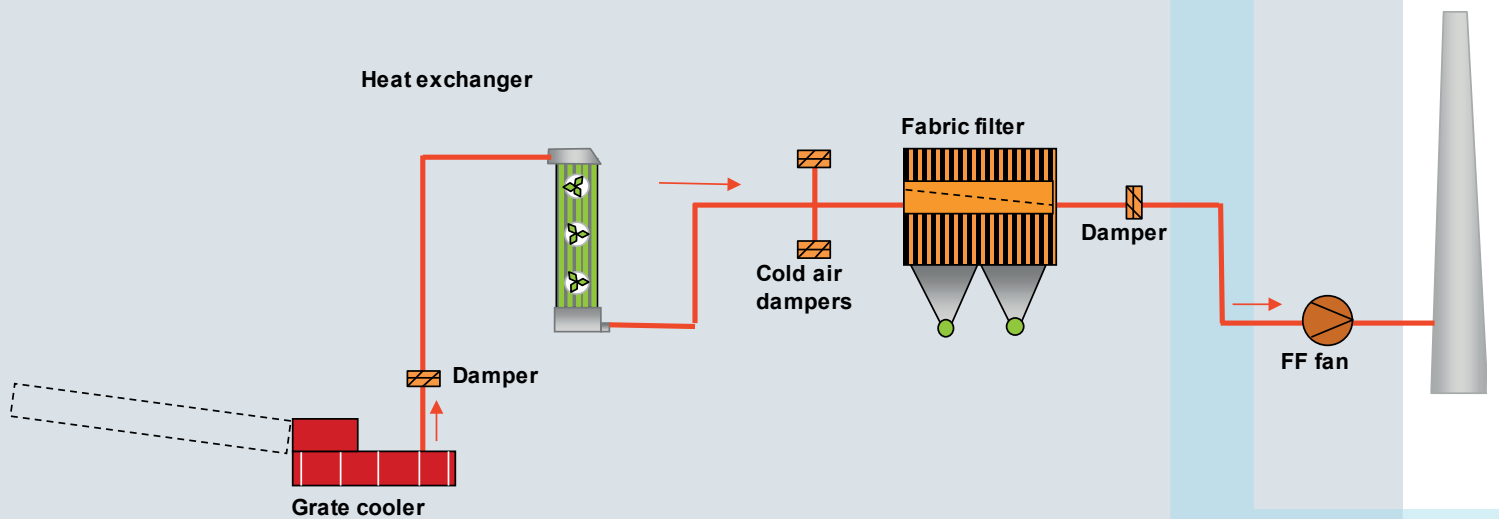 Heat exchanger
Fabric filter
Damper
Cold air
dampers
FF fan
Damper
Grate cooler